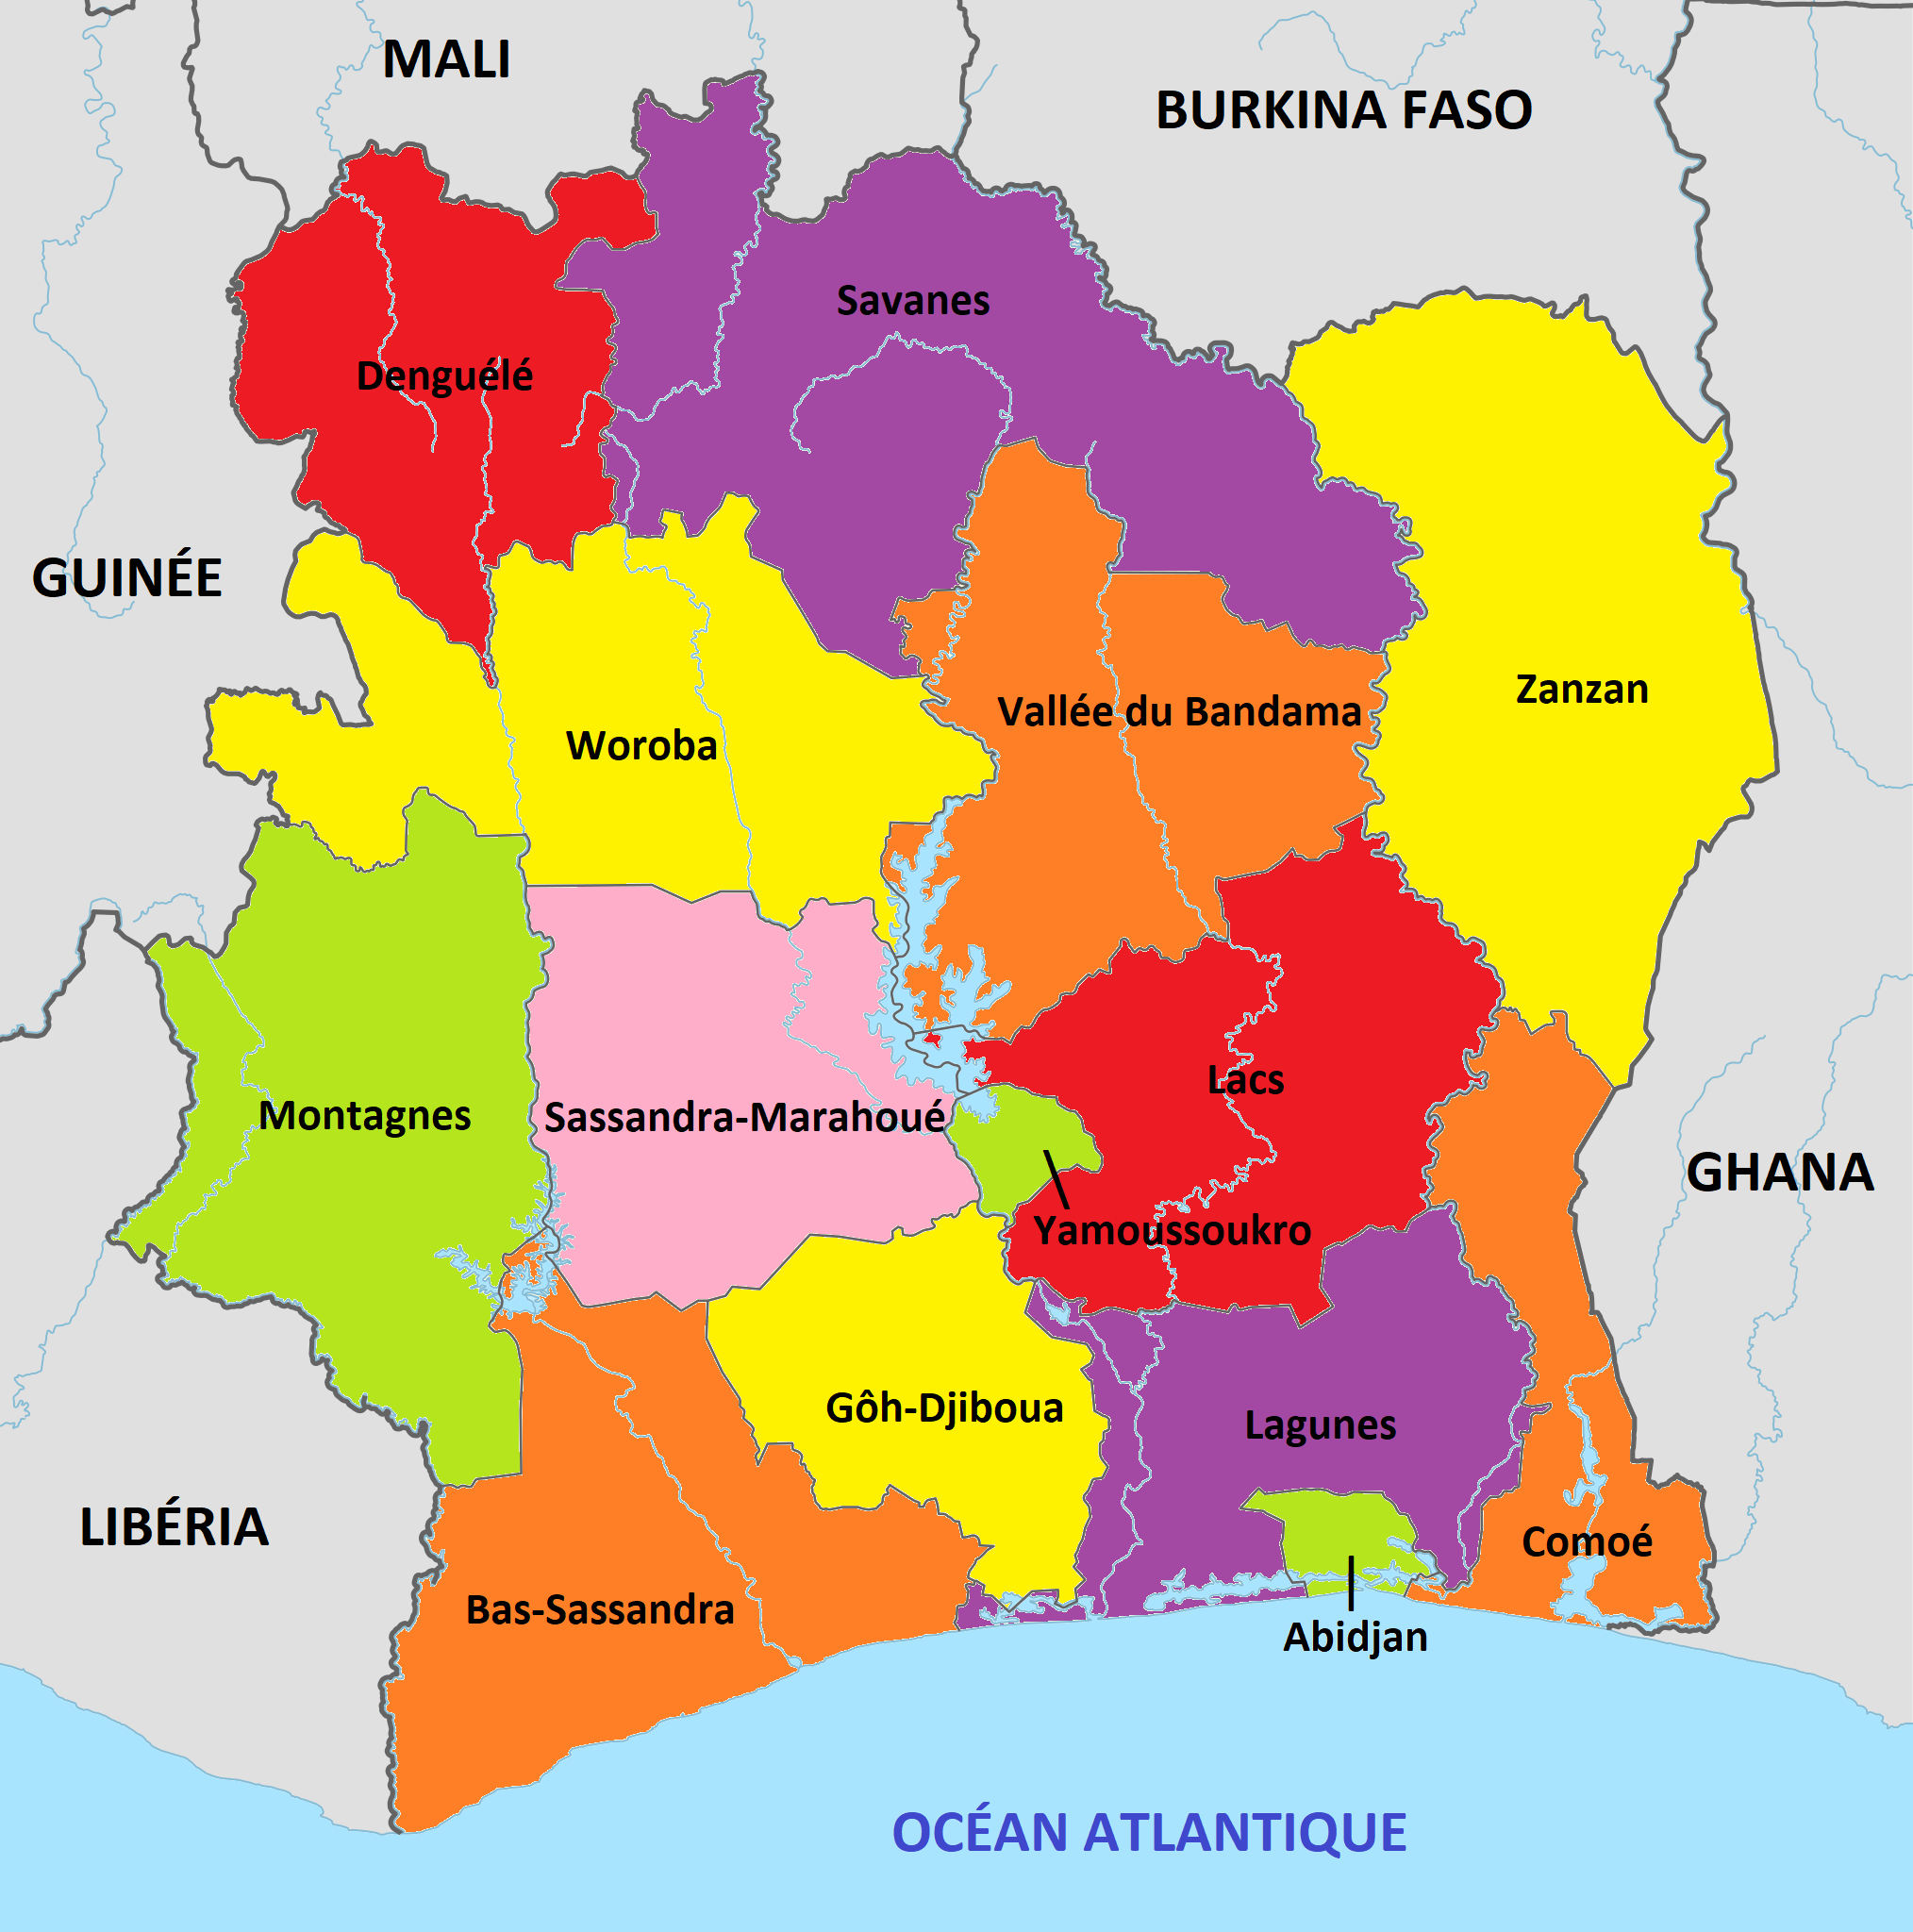 MALI
BURKINA FASO
Savanes
Denguélé
GUINÉE
Zanzan
Vallée du Bandama
Woroba
Lacs
Montagnes
Sassandra-Marahoué
GHANA
Yamoussoukro
Gôh-Djiboua
Lagunes
LIBÉRIA
Comoé
Bas-Sassandra
Abidjan
OCÉAN ATLANTIQUE